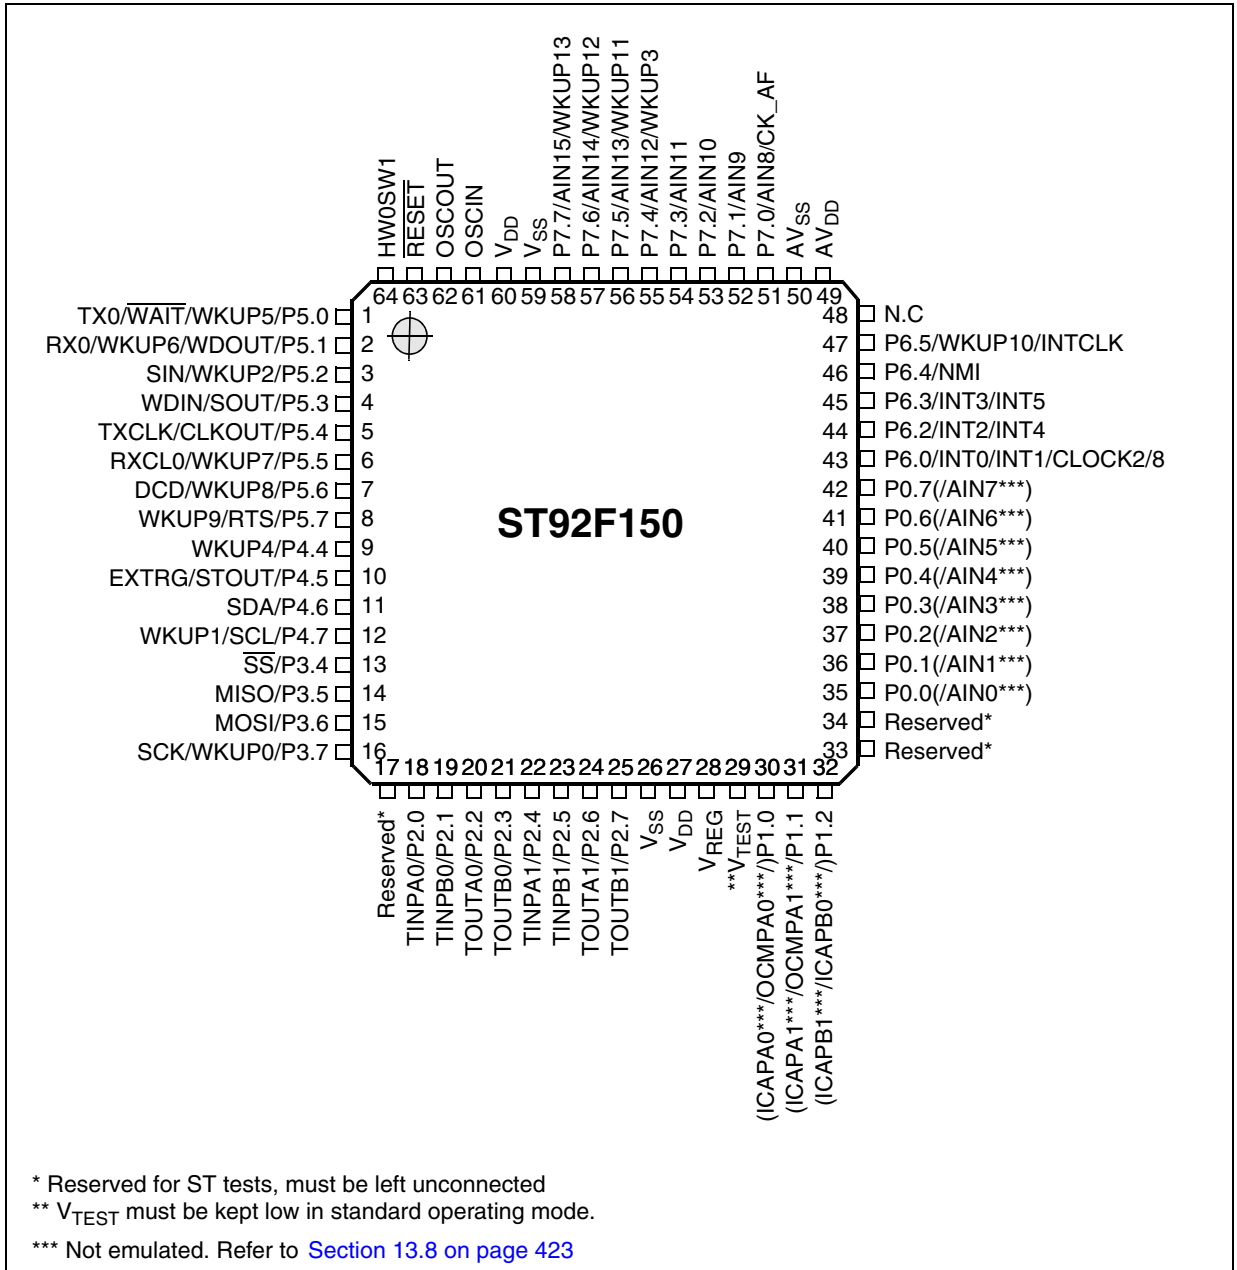 HW0SW1
RESET
OSCOUT
OSCIN
VDD
VSS
P7.7/AIN15/WKUP13
P7.6/AIN14/WKUP12
P7.5/AIN13/WKUP11
P7.4/AIN12/WKUP3
P7.3/AIN11
P7.2/AIN10
P7.1/AIN9
P7.0/AIN8/CK_AF
AVSS
AVDD
64 63 62 61 60 59 58 57 56 55 54 53 52 51 50 49
TX0/WAIT/WKUP5/P5.0 1
RX0/WKUP6/WDOUT/P5.1 2
SIN/WKUP2/P5.2 3
WDIN/SOUT/P5.3 4
TXCLK/CLKOUT/P5.4 5
RXCL0/WKUP7/P5.5 6
DCD/WKUP8/P5.6 7
WKUP9/RTS/P5.7 8
WKUP4/P4.4 9
EXTRG/STOUT/P4.5 10
SDA/P4.6 11
WKUP1/SCL/P4.7 12
SS/P3.4 13
MISO/P3.5 14
MOSI/P3.6 15
SCK/WKUP0/P3.7 16
ST92F150
48 N.C
47 P6.5/WKUP10/INTCLK
46 P6.4/NMI
45 P6.3/INT3/INT5
44 P6.2/INT2/INT4
43 P6.0/INT0/INT1/CLOCK2/8
42 P0.7(/AIN7***)
41 P0.6(/AIN6***)
40 P0.5(/AIN5***)
39 P0.4(/AIN4***)
38 P0.3(/AIN3***)
37 P0.2(/AIN2***)
36 P0.1(/AIN1***)
35 P0.0(/AIN0***)
34 Reserved*
33 Reserved*
17 18 19 20 21 22 23 24 25 26 27 28 29 30 31 32
Reserved*
TINPA0/P2.0
TINPB0/P2.1
TOUTA0/P2.2
TOUTB0/P2.3
TINPA1/P2.4
TINPB1/P2.5
TOUTA1/P2.6
TOUTB1/P2.7
VSS
VDD
VREG
**VTEST
(ICAPA0***/OCMPA0***/)P1.0
(ICAPA1***/OCMPA1***/P1.1
(ICAPB1***/ICAPB0***/)P1.2
* Reserved for ST tests, must be left unconnected
** VTEST must be kept low in standard operating mode.
*** Not emulated. Refer to Section 13.8 on page 423